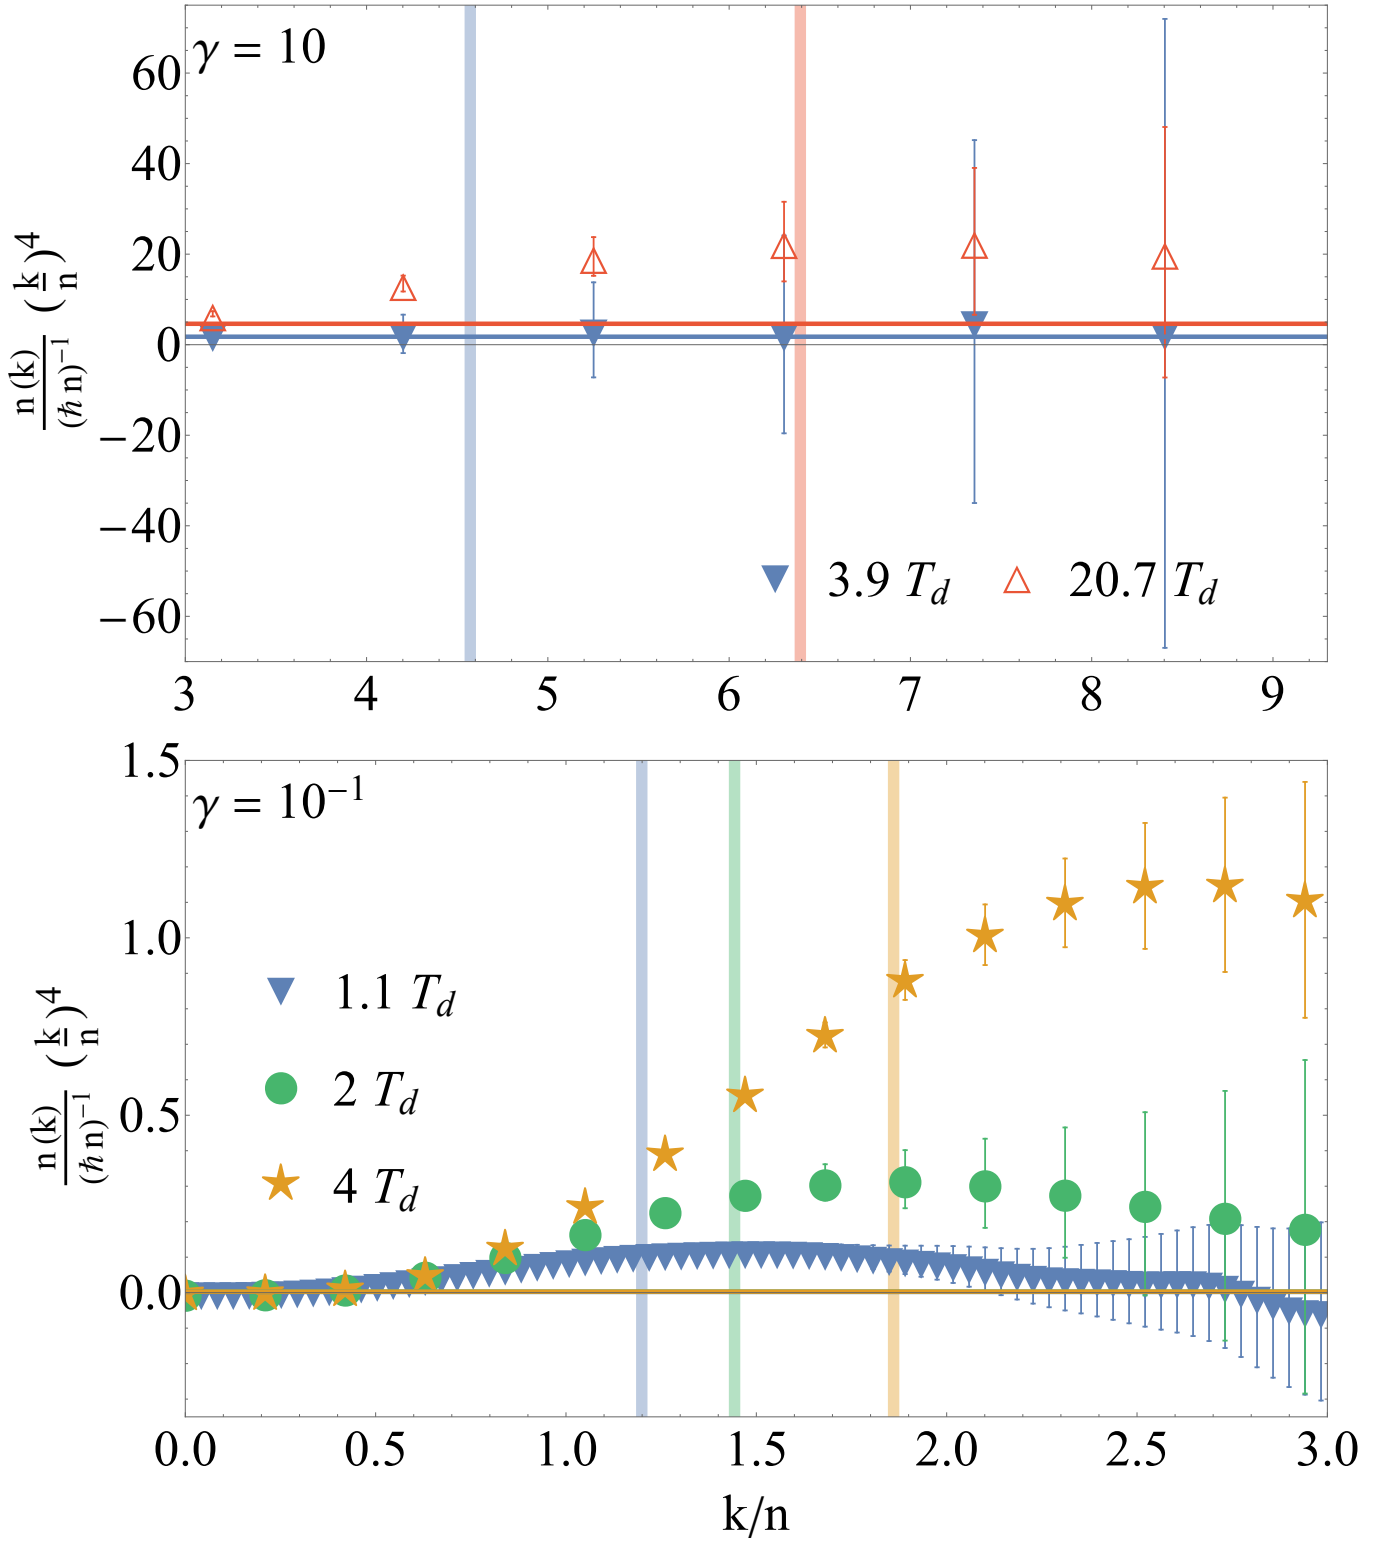 γ = 10
60
40
20
0
−20
−40
−60
n (k)
(ħ n)⁻¹
(k
n)⁴
3.9 T_d
20.7 T_d
3 4 5 6 7 8 9
γ = 10⁻¹
1.5
1.0
0.5
0.0
n (k)
(ħ n)⁻¹
(k
n)⁴
1.1 T_d
2 T_d
4 T_d
0.0 0.5 1.0 1.5 2.0 2.5 3.0
k/n